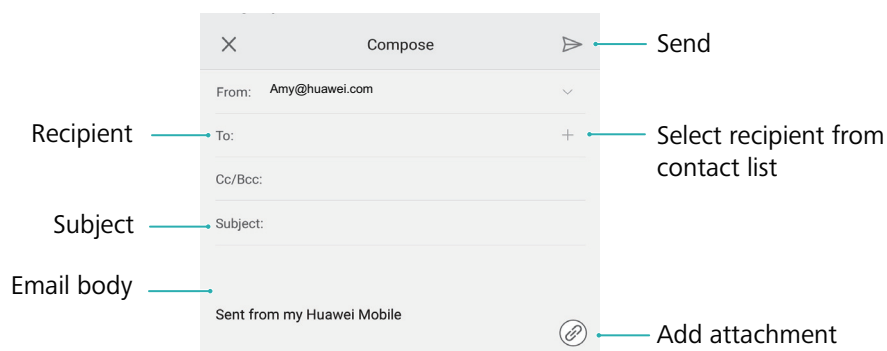 Compose
Send
From: Amy@huawei.com
Recipient
To:
Select recipient from
contact list
Cc/Bcc:
Subject
Subject:
Email body
Sent from my Huawei Mobile
Add attachment